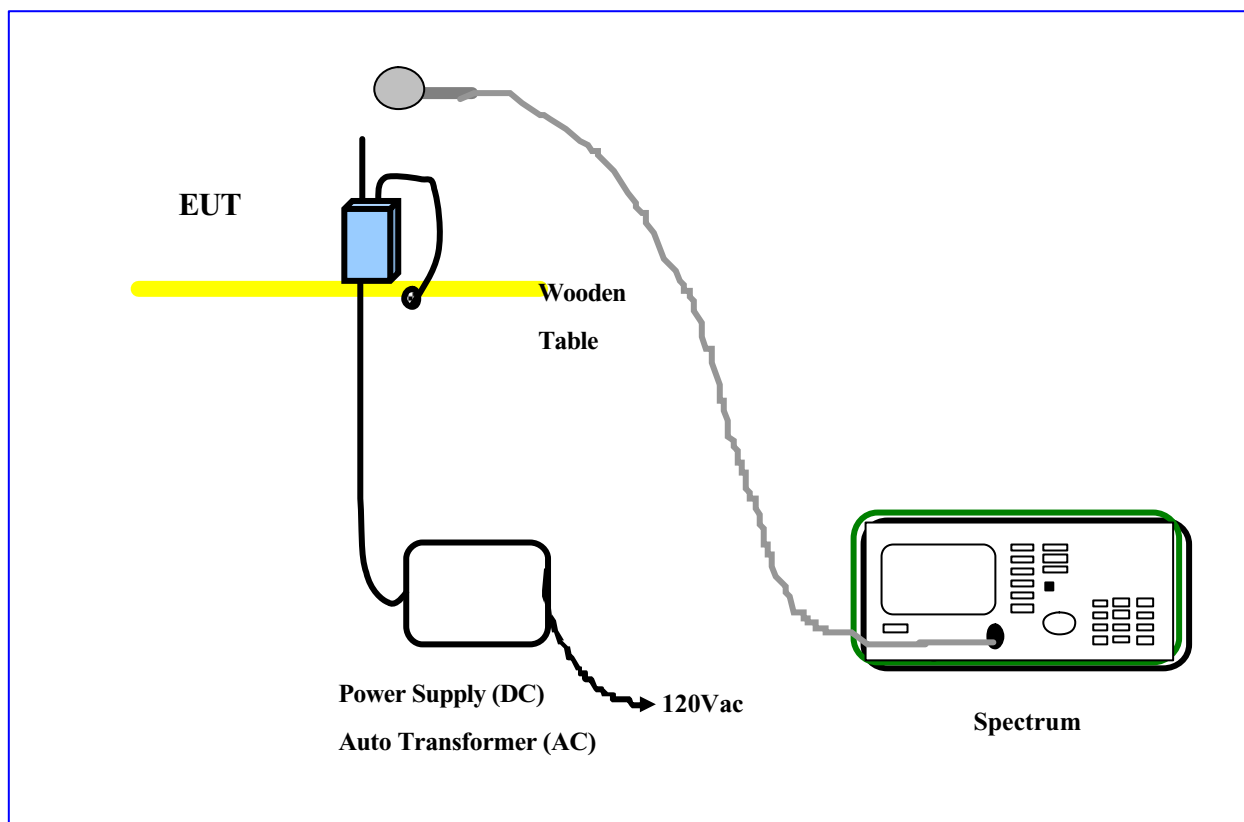 EUT
Wooden
Table
Power Supply (DC)
Auto Transformer (AC)
120Vac
Spectrum